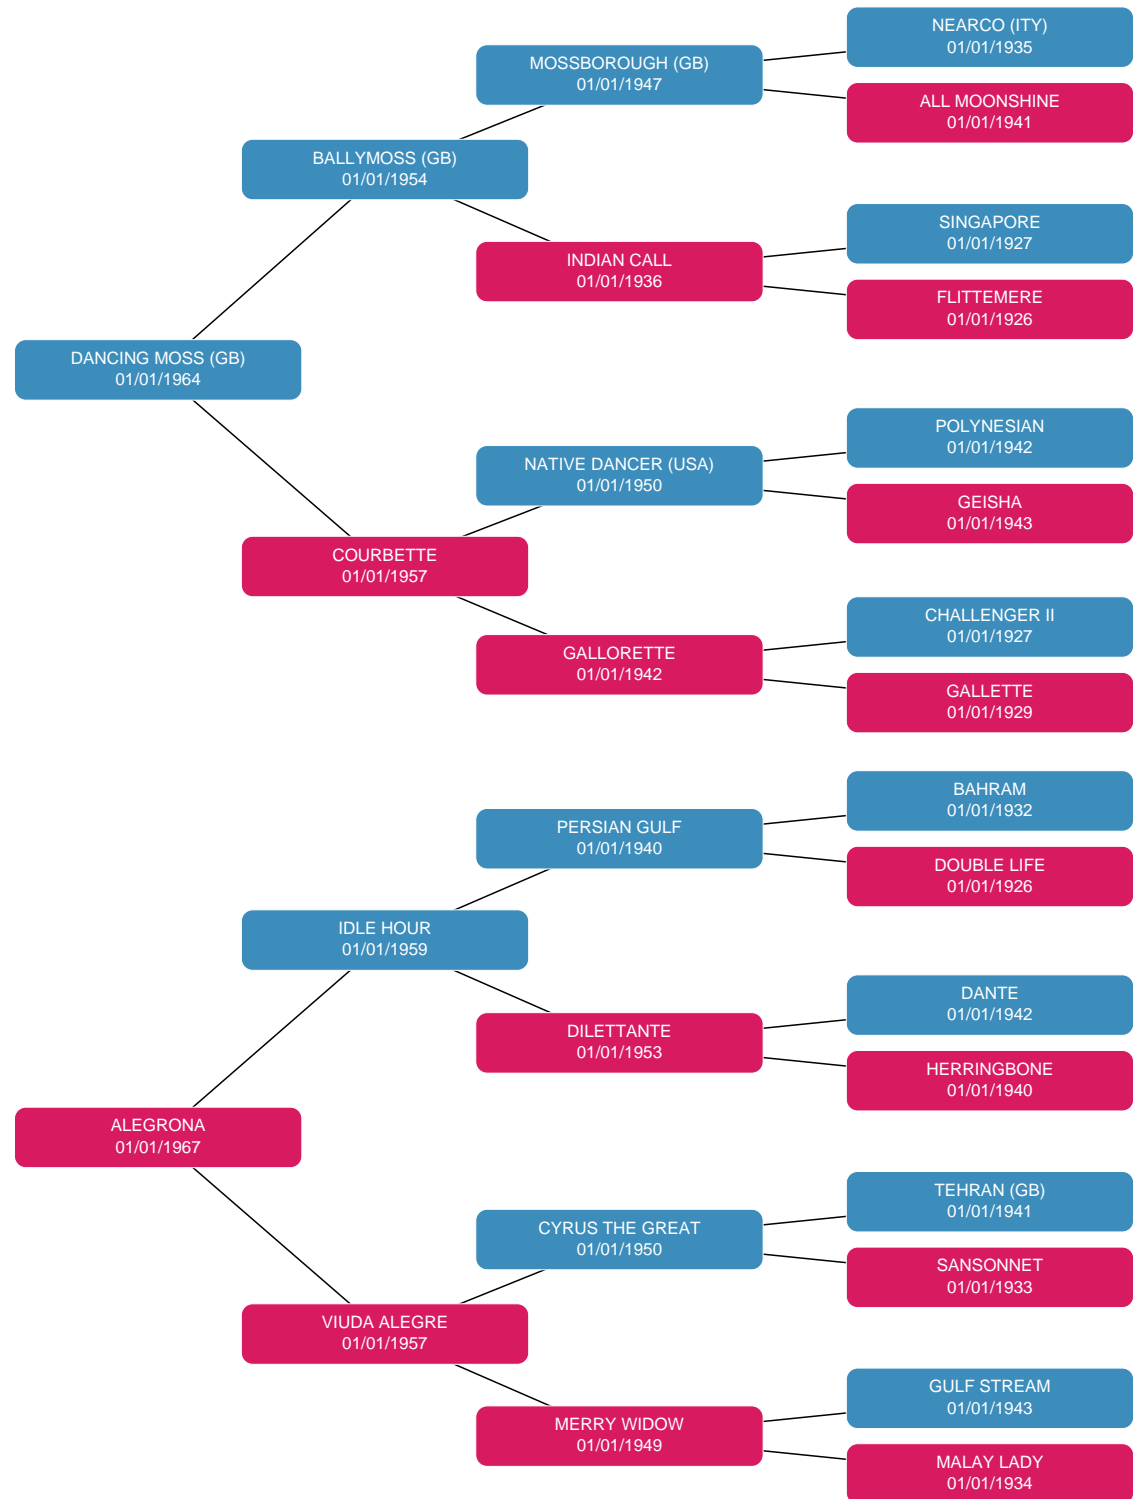 NEARCO (ITY)
01/01/1935
MOSSBOROUGH (GB)
01/01/1947
ALL MOONSHINE
01/01/1941
BALLYMOSS (GB)
01/01/1954
SINGAPORE
01/01/1927
INDIAN CALL
01/01/1936
FLITTEMERE
01/01/1926
DANCING MOSS (GB)
01/01/1964
POLYNESIAN
01/01/1942
NATIVE DANCER (USA)
01/01/1950
GEISHA
01/01/1943
COURBETTE
01/01/1957
CHALLENGER II
01/01/1927
GALLORETTE
01/01/1942
GALLETTE
01/01/1929
BAHRAM
01/01/1932
PERSIAN GULF
01/01/1940
DOUBLE LIFE
01/01/1926
IDLE HOUR
01/01/1959
DANTE
01/01/1942
DILETTANTE
01/01/1953
HERRINGBONE
01/01/1940
ALEGRONA
01/01/1967
TEHRAN (GB)
01/01/1941
CYRUS THE GREAT
01/01/1950
SANSONNET
01/01/1933
VIUDA ALEGRE
01/01/1957
GULF STREAM
01/01/1943
MERRY WIDOW
01/01/1949
MALAY LADY
01/01/1934